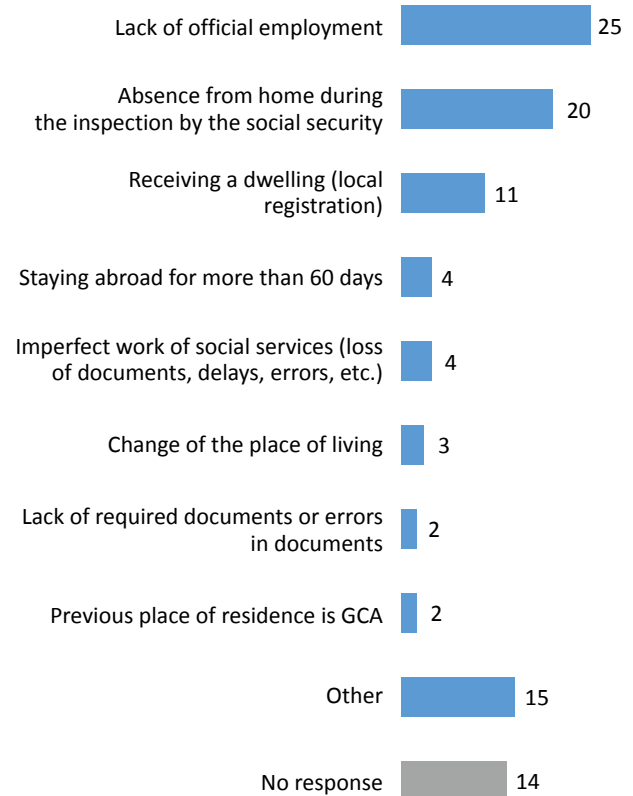 Lack of official employment 25
Absence from home during
the inspection by the social security 20
Receiving a dwelling (local
registration) 11
Staying abroad for more than 60 days 4
Imperfect work of social services (loss
of documents, delays, errors, etc.) 4
Change of the place of living 3
Lack of required documents or errors
in documents 2
Previous place of residence is GCA 2
Other 15
No response 14